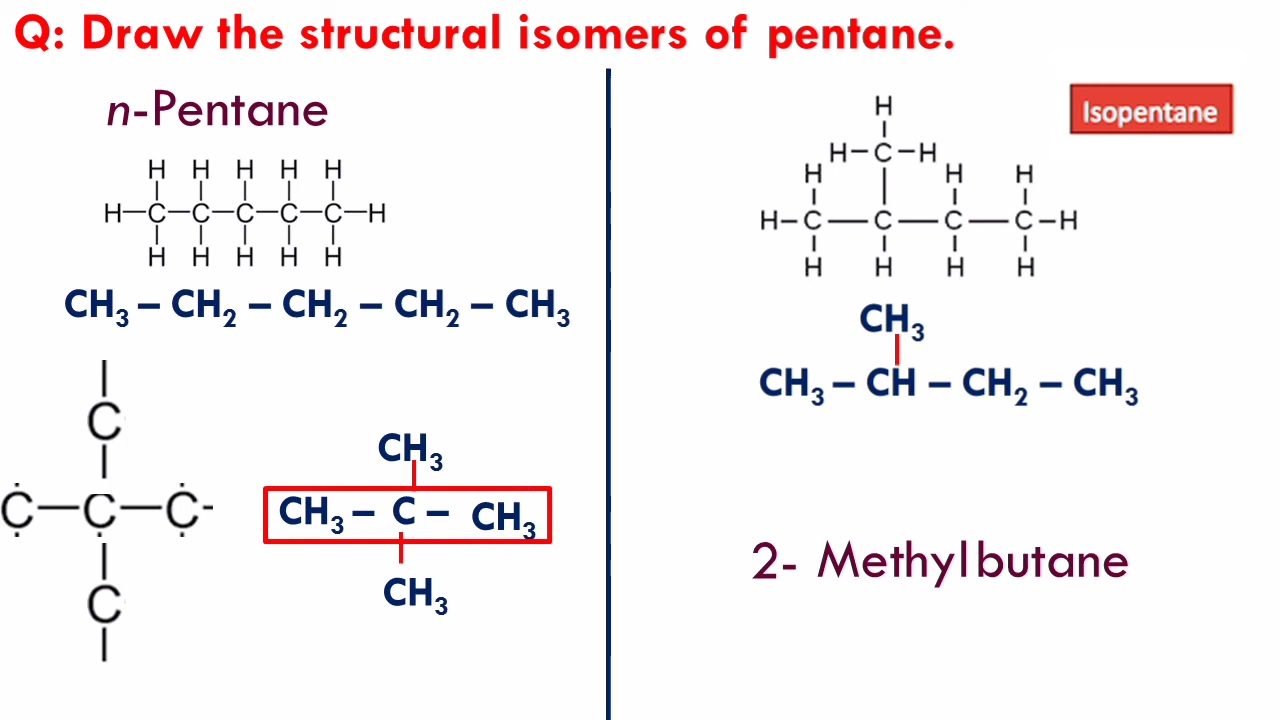 Q: Draw the structural isomers of pentane.
n-Pentane
H H H H H
H—C—C—C—C—C—H
H H H H H
CH₃ – CH₂ – CH₂ – CH₂ – CH₃
C
C—C—C-
C
CH₃
CH₃ – C – CH₃
CH₃
Isopentane
H
H–C–H
H H H
H–C—C—C—C–H
H H H H
CH₃
CH₃ – CH – CH₂ – CH₃
2- Methylbutane